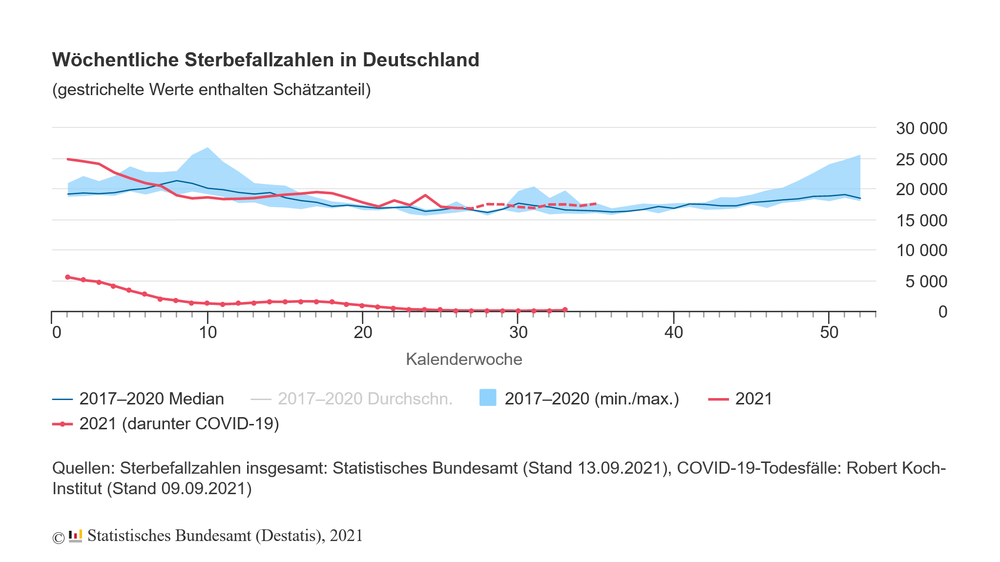 Wöchentliche Sterbefallzahlen in Deutschland
(gestrichelte Werte enthalten Schätzanteil)
30 000
25 000
20 000
15 000
10 000
5 000
0
0 10 20 30 40 50
Kalenderwoche
2017–2020 Median 2017–2020 Durchschn. 2017–2020 (min./max.) 2021
2021 (darunter COVID-19)
Quellen: Sterbefallzahlen insgesamt: Statistisches Bundesamt (Stand 13.09.2021), COVID-19-Todesfälle: Robert Koch-
Institut (Stand 09.09.2021)
© Statistisches Bundesamt (Destatis), 2021